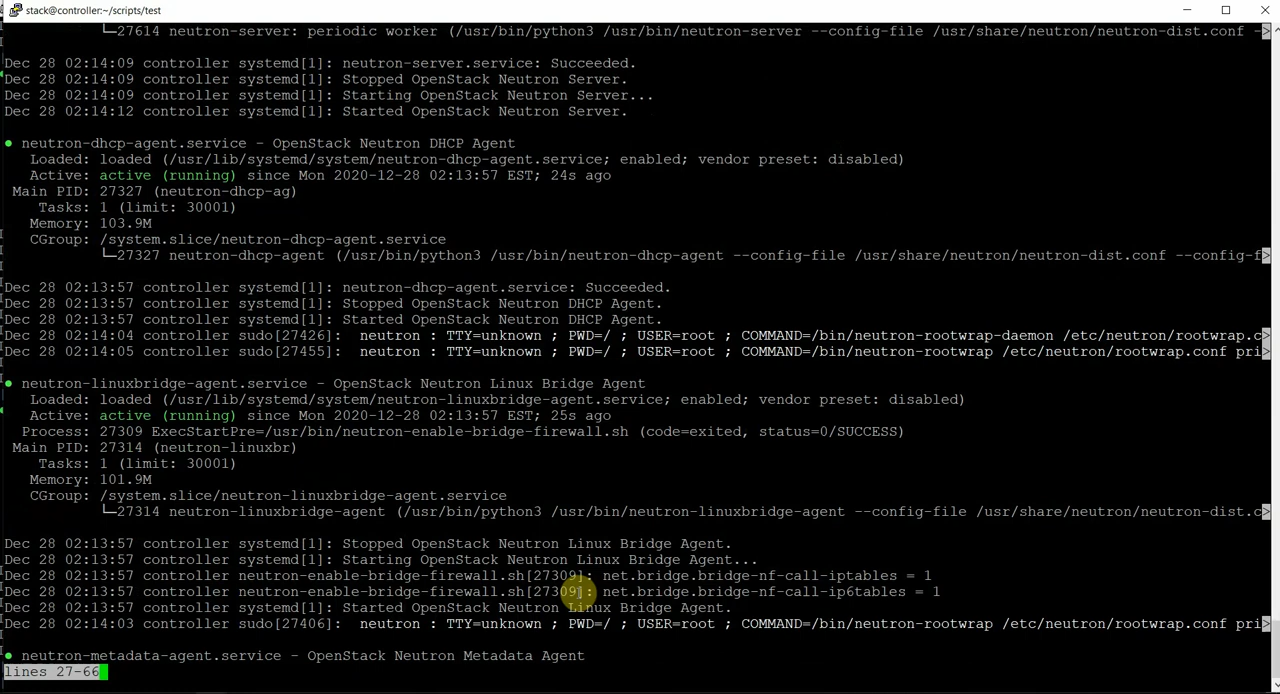 stack@controller:~/scripts/test
└─27614 neutron-server: periodic worker (/usr/bin/python3 /usr/bin/neutron-server --config-file /usr/share/neutron/neutron-dist.conf ->
Dec 28 02:14:09 controller systemd[1]: neutron-server.service: Succeeded.
Dec 28 02:14:09 controller systemd[1]: Stopped OpenStack Neutron Server.
Dec 28 02:14:09 controller systemd[1]: Starting OpenStack Neutron Server...
Dec 28 02:14:12 controller systemd[1]: Started OpenStack Neutron Server.
● neutron-dhcp-agent.service - OpenStack Neutron DHCP Agent
Loaded: loaded (/usr/lib/systemd/system/neutron-dhcp-agent.service; enabled; vendor preset: disabled)
Active: active (running) since Mon 2020-12-28 02:13:57 EST; 24s ago
Main PID: 27327 (neutron-dhcp-ag)
Tasks: 1 (limit: 30001)
Memory: 103.9M
CGroup: /system.slice/neutron-dhcp-agent.service
└─27327 neutron-dhcp-agent (/usr/bin/python3 /usr/bin/neutron-dhcp-agent --config-file /usr/share/neutron/neutron-dist.conf --config-f>
Dec 28 02:13:57 controller systemd[1]: neutron-dhcp-agent.service: Succeeded.
Dec 28 02:13:57 controller systemd[1]: Stopped OpenStack Neutron DHCP Agent.
Dec 28 02:13:57 controller systemd[1]: Started OpenStack Neutron DHCP Agent.
Dec 28 02:14:04 controller sudo[27426]:  neutron : TTY=unknown ; PWD=/ ; USER=root ; COMMAND=/bin/neutron-rootwrap-daemon /etc/neutron/rootwrap.c>
Dec 28 02:14:05 controller sudo[27455]:  neutron : TTY=unknown ; PWD=/ ; USER=root ; COMMAND=/bin/neutron-rootwrap /etc/neutron/rootwrap.conf pri>
● neutron-linuxbridge-agent.service - OpenStack Neutron Linux Bridge Agent
Loaded: loaded (/usr/lib/systemd/system/neutron-linuxbridge-agent.service; enabled; vendor preset: disabled)
Active: active (running) since Mon 2020-12-28 02:13:57 EST; 25s ago
Process: 27309 ExecStartPre=/usr/bin/neutron-enable-bridge-firewall.sh (code=exited, status=0/SUCCESS)
Main PID: 27314 (neutron-linuxbr)
Tasks: 1 (limit: 30001)
Memory: 101.9M
CGroup: /system.slice/neutron-linuxbridge-agent.service
└─27314 neutron-linuxbridge-agent (/usr/bin/python3 /usr/bin/neutron-linuxbridge-agent --config-file /usr/share/neutron/neutron-dist.c>
Dec 28 02:13:57 controller systemd[1]: Stopped OpenStack Neutron Linux Bridge Agent.
Dec 28 02:13:57 controller systemd[1]: Starting OpenStack Neutron Linux Bridge Agent...
Dec 28 02:13:57 controller neutron-enable-bridge-firewall.sh[27309]: net.bridge.bridge-nf-call-iptables = 1
Dec 28 02:13:57 controller neutron-enable-bridge-firewall.sh[27309]: net.bridge.bridge-nf-call-ip6tables = 1
Dec 28 02:13:57 controller systemd[1]: Started OpenStack Neutron Linux Bridge Agent.
Dec 28 02:14:03 controller sudo[27406]:  neutron : TTY=unknown ; PWD=/ ; USER=root ; COMMAND=/bin/neutron-rootwrap /etc/neutron/rootwrap.conf pri>
● neutron-metadata-agent.service - OpenStack Neutron Metadata Agent
lines 27-66